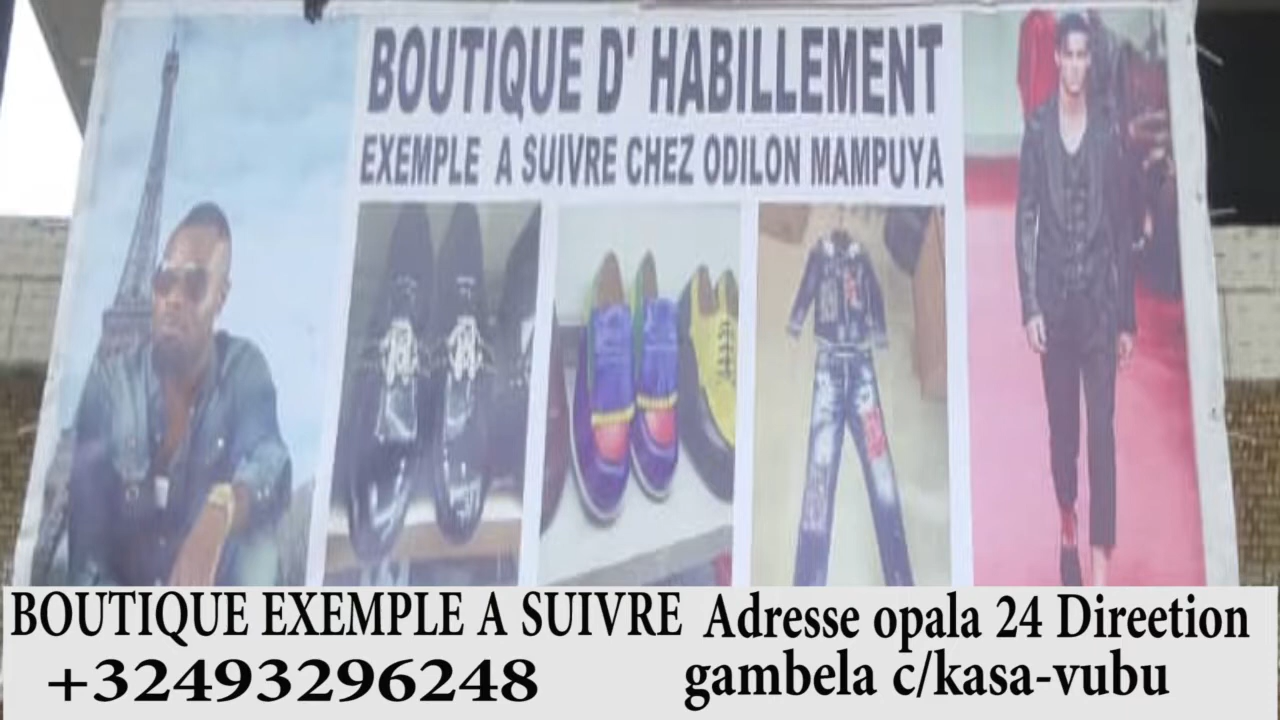 BOUTIQUE D' HABILLEMENT
EXEMPLE A SUIVRE CHEZ ODILON MAMPUYA
BOUTIQUE EXEMPLE A SUIVRE
+32493296248
Adresse opala 24 Direetion
gambela c/kasa-vubu